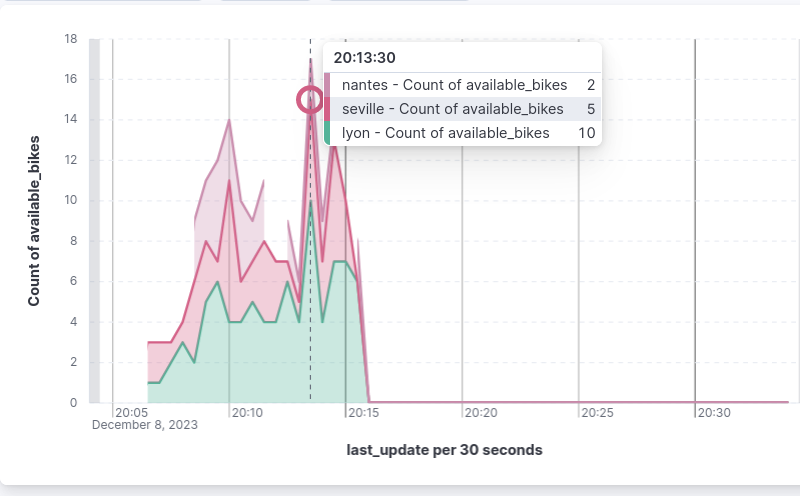 18
16
14
12
10
8
6
4
2
0
Count of available_bikes
20:13:30
nantes - Count of available_bikes 2
seville - Count of available_bikes 5
lyon - Count of available_bikes 10
20:05 20:10 20:15 20:20 20:25 20:30
December 8, 2023
last_update per 30 seconds